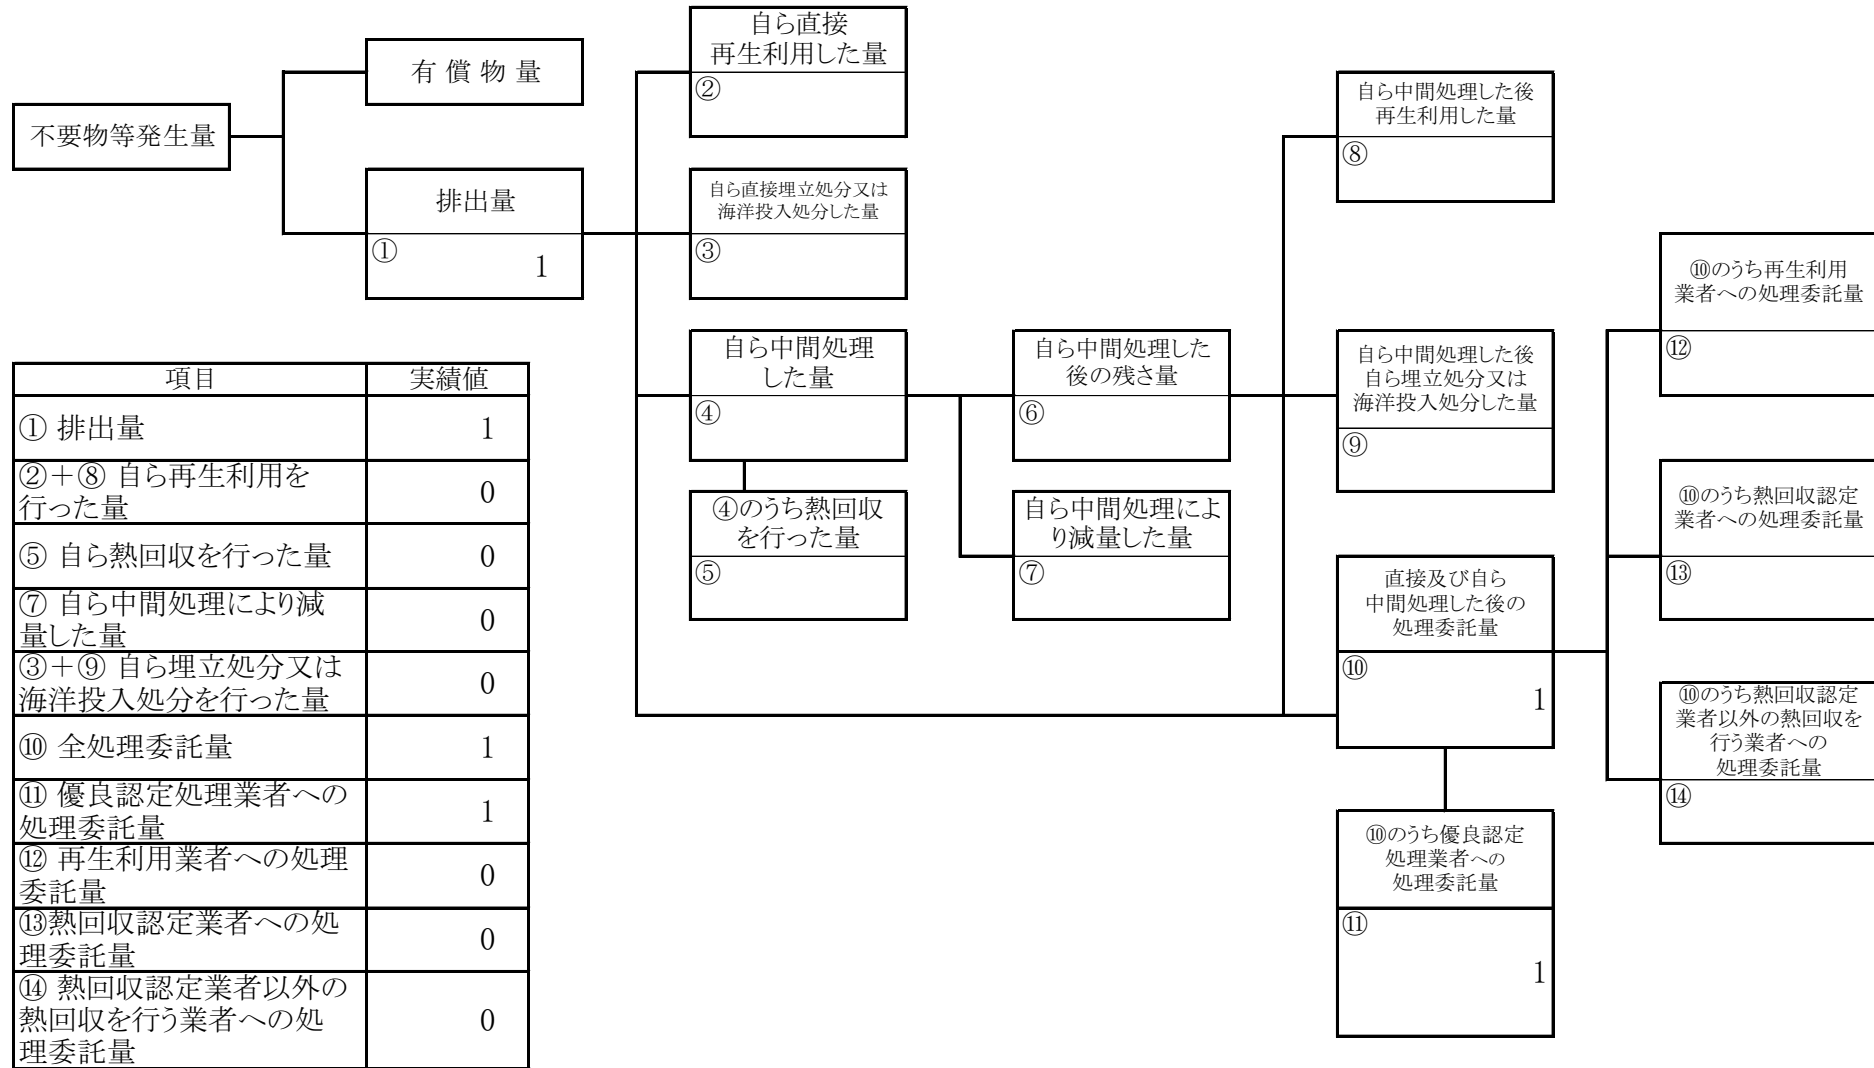 不要物等発生量
有 償 物 量
排出量
①
1
自ら直接
再生利用した量
②
自ら直接埋立処分又は
海洋投入処分した量
③
自ら中間処理
した量
④
④のうち熱回収
を行った量
⑤
自ら中間処理した
後の残さ量
⑥
自ら中間処理によ
り減量した量
⑦
自ら中間処理した後
再生利用した量
⑧
自ら中間処理した後
自ら埋立処分又は
海洋投入処分した量
⑨
直接及び自ら
中間処理した後の
処理委託量
⑩
1
⑩のうち優良認定
処理業者への
処理委託量
⑪
1
⑩のうち再生利用
業者への処理委託量
⑫
⑩のうち熱回収認定
業者への処理委託量
⑬
⑩のうち熱回収認定
業者以外の熱回収を
行う業者への
処理委託量
⑭
項目 実績値
① 排出量 1
②＋⑧ 自ら再生利用を
行った量 0
⑤ 自ら熱回収を行った量 0
⑦ 自ら中間処理により減
量した量 0
③＋⑨ 自ら埋立処分又は
海洋投入処分を行った量 0
⑩ 全処理委託量 1
⑪ 優良認定処理業者への
処理委託量 1
⑫ 再生利用業者への処理
委託量 0
⑬熱回収認定業者への処
理委託量 0
⑭ 熱回収認定業者以外の
熱回収を行う業者への処 0
理委託量